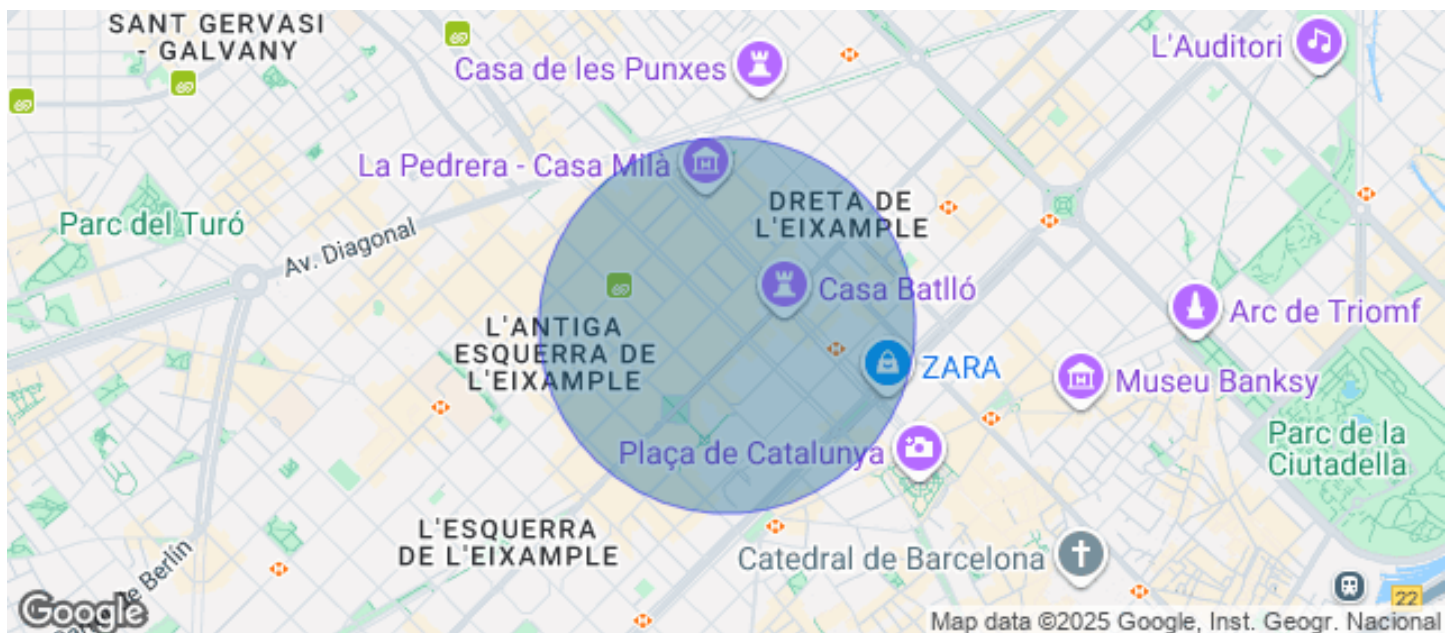 SANT GERVASI
- GALVANY
Casa de les Punxes
L'Auditori
La Pedrera - Casa Milà
DRETA DE
L'EIXAMPLE
Parc del Turó
Av. Diagonal
Casa Batlló
Arc de Triomf
L'ANTIGA
ESQUERRA DE
L'EIXAMPLE
ZARA
Museu Banksy
Plaça de Catalunya
Parc de la
Ciutadella
L'ESQUERRA
DE L'EIXAMPLE
Catedral de Barcelona
de Berlín
22
Google
Map data ©2025 Google, Inst. Geogr. Nacional